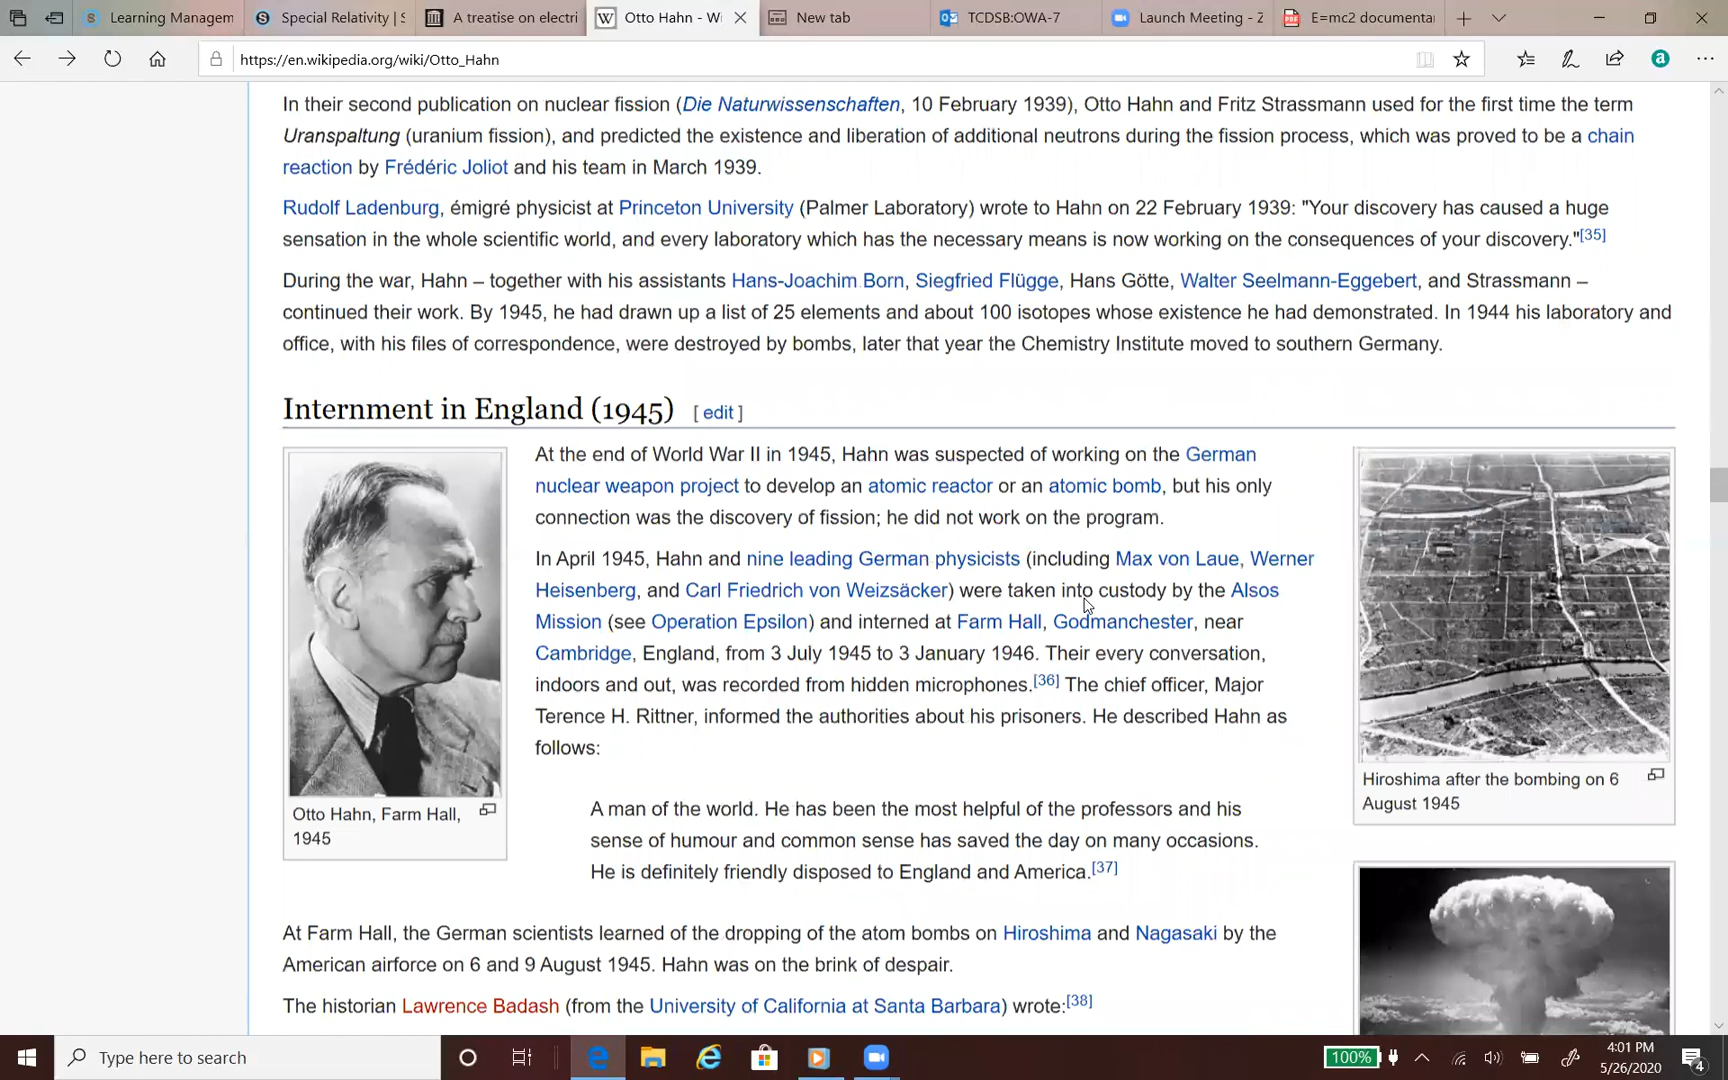 Learning Managem
Special Relativity | S
A treatise on electri
W Otto Hahn - Wi
New tab
TCDSB:OWA-7
Launch Meeting - Z
E=mc2 documenta
https://en.wikipedia.org/wiki/Otto_Hahn
In their second publication on nuclear fission (Die Naturwissenschaften, 10 February 1939), Otto Hahn and Fritz Strassmann used for the first time the term
Uranspaltung (uranium fission), and predicted the existence and liberation of additional neutrons during the fission process, which was proved to be a chain
reaction by Frédéric Joliot and his team in March 1939.
Rudolf Ladenburg, émigré physicist at Princeton University (Palmer Laboratory) wrote to Hahn on 22 February 1939: "Your discovery has caused a huge
sensation in the whole scientific world, and every laboratory which has the necessary means is now working on the consequences of your discovery."[35]
During the war, Hahn – together with his assistants Hans-Joachim Born, Siegfried Flügge, Hans Götte, Walter Seelmann-Eggebert, and Strassmann –
continued their work. By 1945, he had drawn up a list of 25 elements and about 100 isotopes whose existence he had demonstrated. In 1944 his laboratory and
office, with his files of correspondence, were destroyed by bombs, later that year the Chemistry Institute moved to southern Germany.
Internment in England (1945) [ edit ]
At the end of World War II in 1945, Hahn was suspected of working on the German
nuclear weapon project to develop an atomic reactor or an atomic bomb, but his only
connection was the discovery of fission; he did not work on the program.
In April 1945, Hahn and nine leading German physicists (including Max von Laue, Werner
Heisenberg, and Carl Friedrich von Weizsäcker) were taken into custody by the Alsos
Mission (see Operation Epsilon) and interned at Farm Hall, Godmanchester, near
Cambridge, England, from 3 July 1945 to 3 January 1946. Their every conversation,
indoors and out, was recorded from hidden microphones.[36] The chief officer, Major
Terence H. Rittner, informed the authorities about his prisoners. He described Hahn as
follows:
A man of the world. He has been the most helpful of the professors and his
sense of humour and common sense has saved the day on many occasions.
He is definitely friendly disposed to England and America.[37]
Otto Hahn, Farm Hall,
1945
Hiroshima after the bombing on 6
August 1945
At Farm Hall, the German scientists learned of the dropping of the atom bombs on Hiroshima and Nagasaki by the
American airforce on 6 and 9 August 1945. Hahn was on the brink of despair.
The historian Lawrence Badash (from the University of California at Santa Barbara) wrote:[38]
Type here to search
100%
4:01 PM
5/26/2020
4